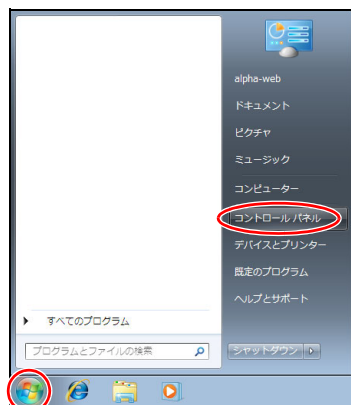 alpha-web
ドキュメント
ピクチャ
ミュージック
コンピューター
コントロール パネル
デバイスとプリンター
既定のプログラム
ヘルプとサポート
すべてのプログラム
プログラムとファイルの検索
シャットダウン